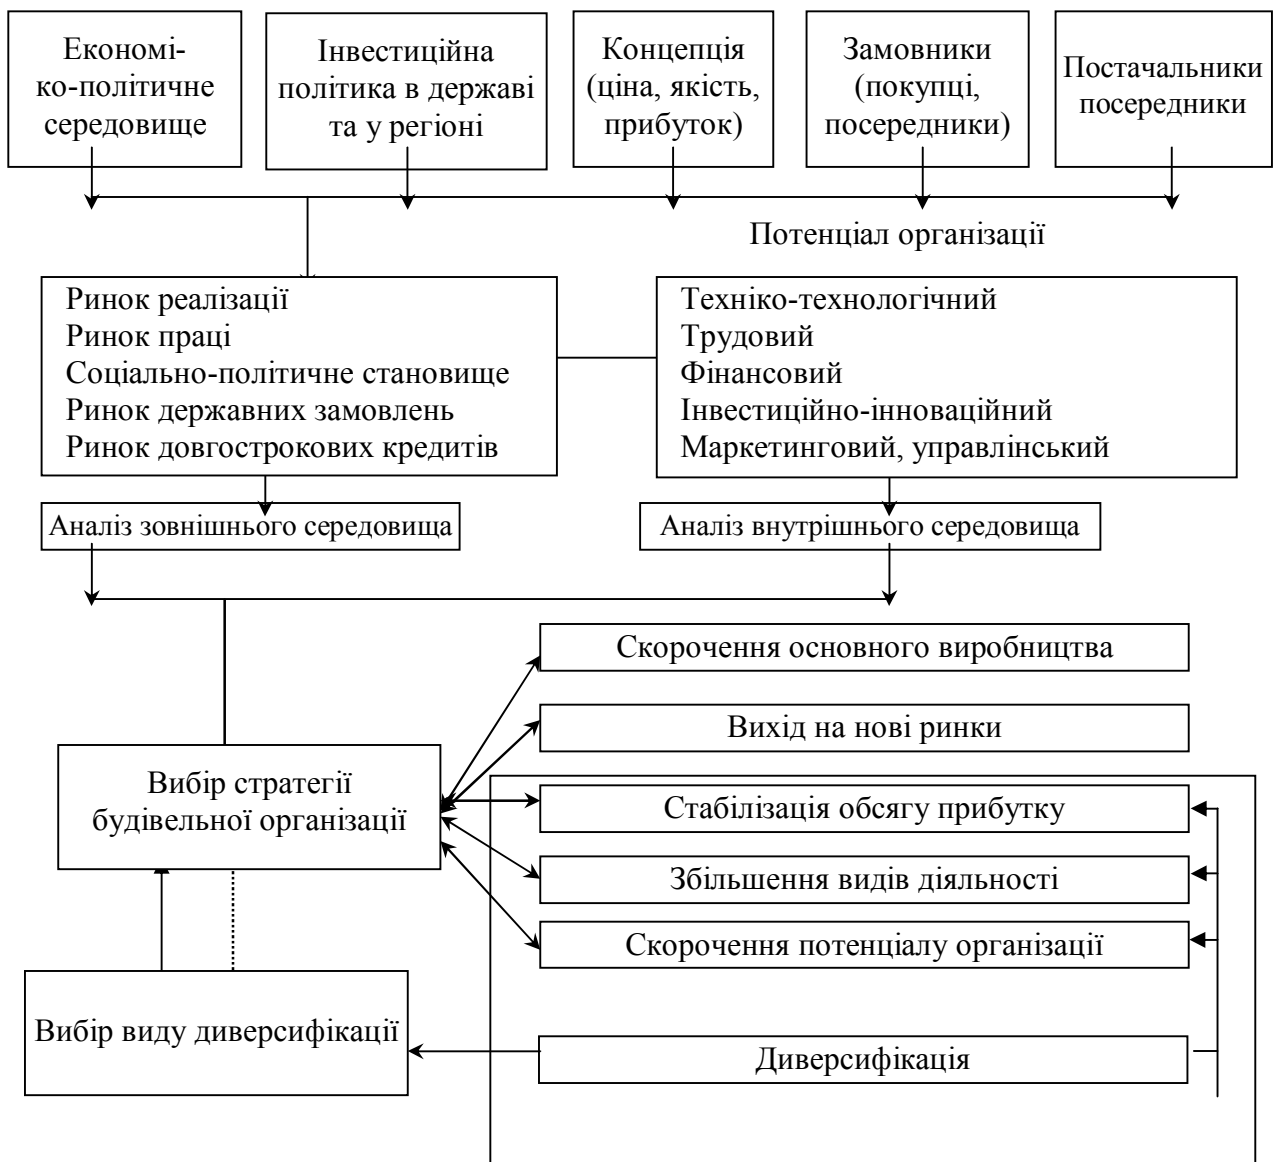 Економі-
ко-політичне
середовище
Інвестиційна
політика в державі
та у регіоні
Концепція
(ціна, якість,
прибуток)
Замовники
(покупці,
посередники)
Постачальники
посередники
Потенціал організації
Ринок реалізації
Ринок праці
Соціально-політичне становище
Ринок державних замовлень
Ринок довгострокових кредитів
Техніко-технологічний
Трудовий
Фінансовий
Інвестиційно-інноваційний
Маркетинговий, управлінський
Аналіз зовнішнього середовища
Аналіз внутрішнього середовища
Скорочення основного виробництва
Вихід на нові ринки
Вибір стратегії
будівельної організації
Стабілізація обсягу прибутку
Збільшення видів діяльності
Скорочення потенціалу організації
Вибір виду диверсифікації
Диверсифікація